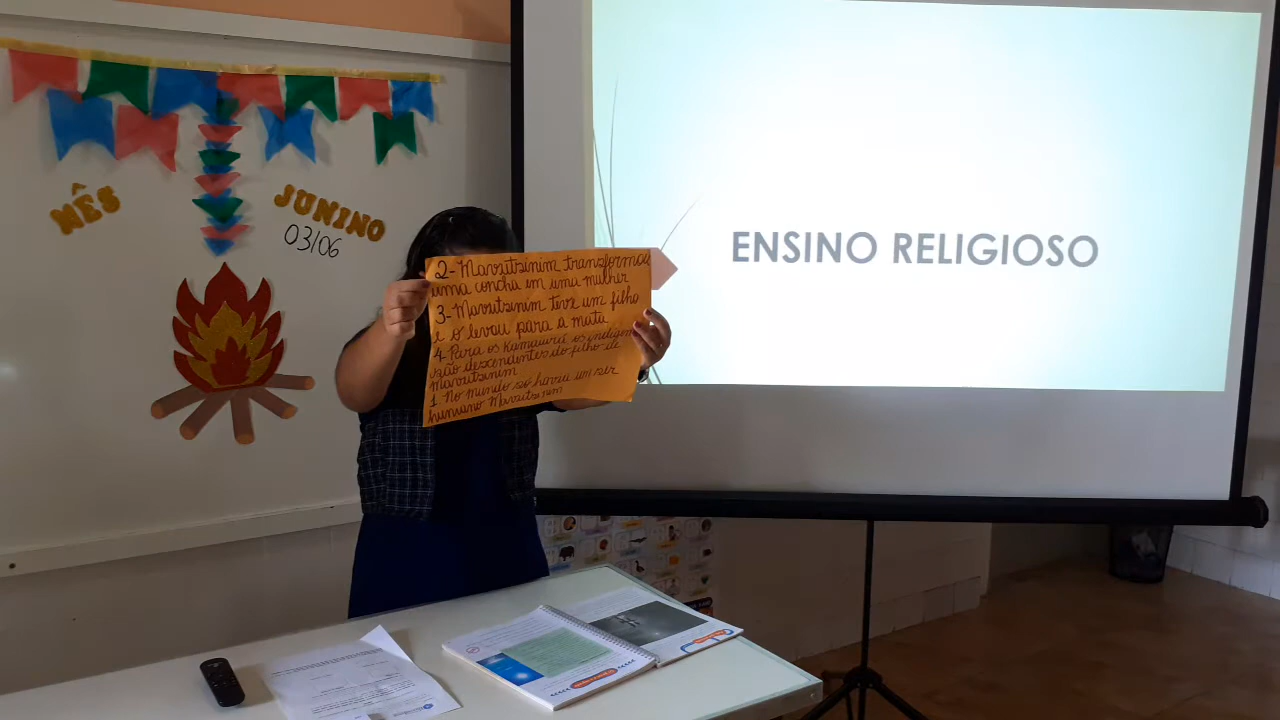 MÊS
JUNINO
03/06
ENSINO RELIGIOSO
2-Mavutsinim transformou
uma concha em uma mulher
3-Mavutsinim teve um filho
e o levou para a mata
4-Para os Kamaiurá os indígenas
são descendentes do filho de
Mavutsinim
1. No mundo só havia um ser
humano Mavutsinim